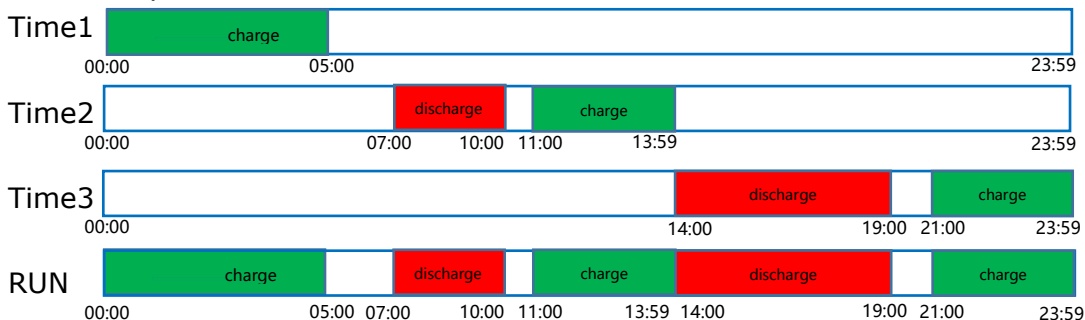 Time1 charge
00:00 05:00 23:59
Time2 discharge charge
00:00 07:00 10:00 11:00 13:59 23:59
Time3 discharge charge
00:00 14:00 19:00 21:00 23:59
RUN charge discharge charge discharge charge
00:00 05:00 07:00 10:00 11:00 13:59 14:00 19:00 21:00 23:59